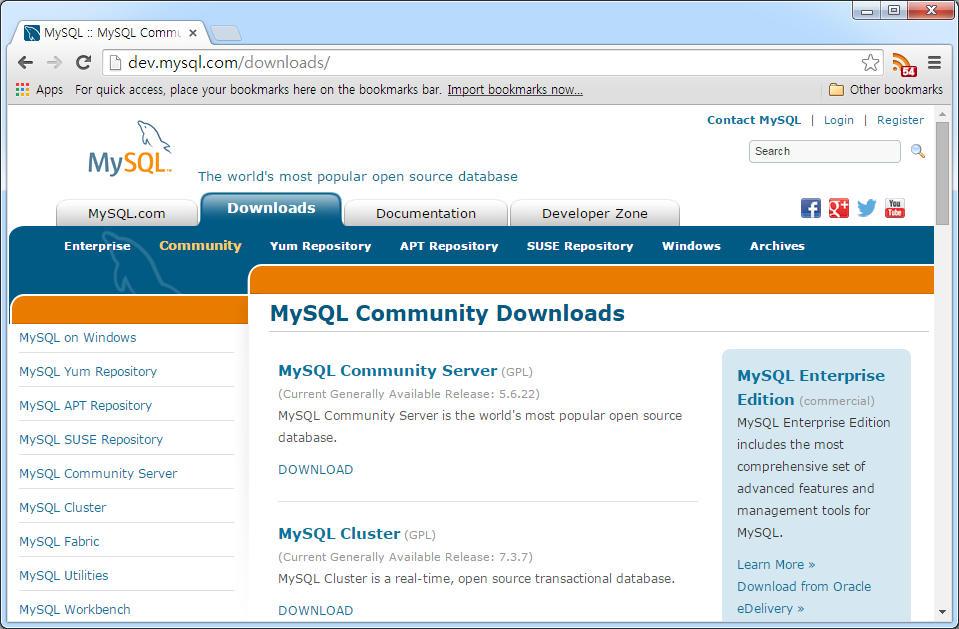 MySQL :: MySQL Commu
dev.mysql.com/downloads/
54
Apps For quick access, place your bookmarks here on the bookmarks bar. Import bookmarks now... Other bookmarks
Contact MySQL | Login | Register
MySQL™
Search
The world's most popular open source database
MySQL.com Downloads Documentation Developer Zone
You Tube
Enterprise Community Yum Repository APT Repository SUSE Repository Windows Archives
MySQL on Windows
MySQL Yum Repository
MySQL APT Repository
MySQL SUSE Repository
MySQL Community Server
MySQL Cluster
MySQL Fabric
MySQL Utilities
MySQL Workbench
MySQL Community Downloads
MySQL Community Server (GPL)
(Current Generally Available Release: 5.6.22)
MySQL Community Server is the world's most popular open source
database.
DOWNLOAD
MySQL Cluster (GPL)
(Current Generally Available Release: 7.3.7)
MySQL Cluster is a real-time, open source transactional database.
DOWNLOAD
MySQL Enterprise
Edition (commercial)
MySQL Enterprise Edition
includes the most
comprehensive set of
advanced features and
management tools for
MySQL.
Learn More »
Download from Oracle
eDelivery »